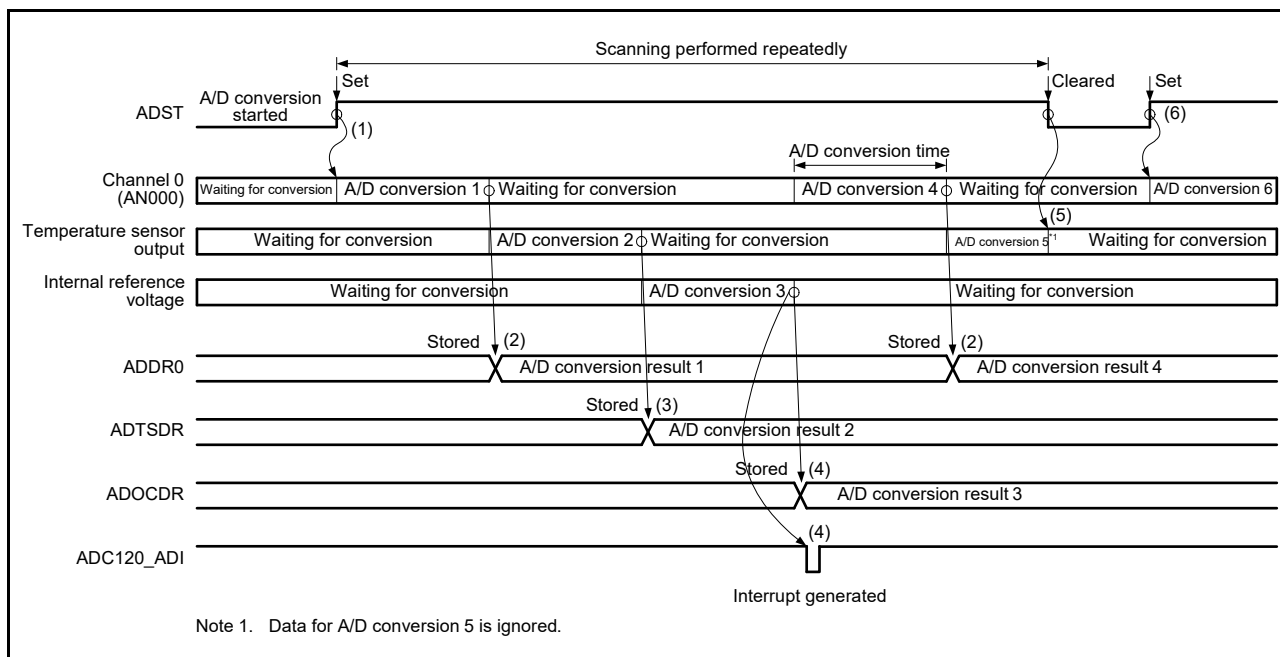 Scanning performed repeatedly
Set
Cleared
Set
ADST
A/D conversion
started
(1)
(6)
A/D conversion time
Channel 0
(AN000)
Waiting for conversion
A/D conversion 1
Waiting for conversion
A/D conversion 4
Waiting for conversion
A/D conversion 6
(5)
Temperature sensor
output
Waiting for conversion
A/D conversion 2
Waiting for conversion
A/D conversion 5*1
Waiting for conversion
Internal reference
voltage
Waiting for conversion
A/D conversion 3
Waiting for conversion
Stored
(2)
Stored
(2)
ADDR0
A/D conversion result 1
A/D conversion result 4
Stored
(3)
ADTSDR
A/D conversion result 2
Stored
(4)
ADOCDR
A/D conversion result 3
(4)
ADC120_ADI
Interrupt generated
Note 1. Data for A/D conversion 5 is ignored.